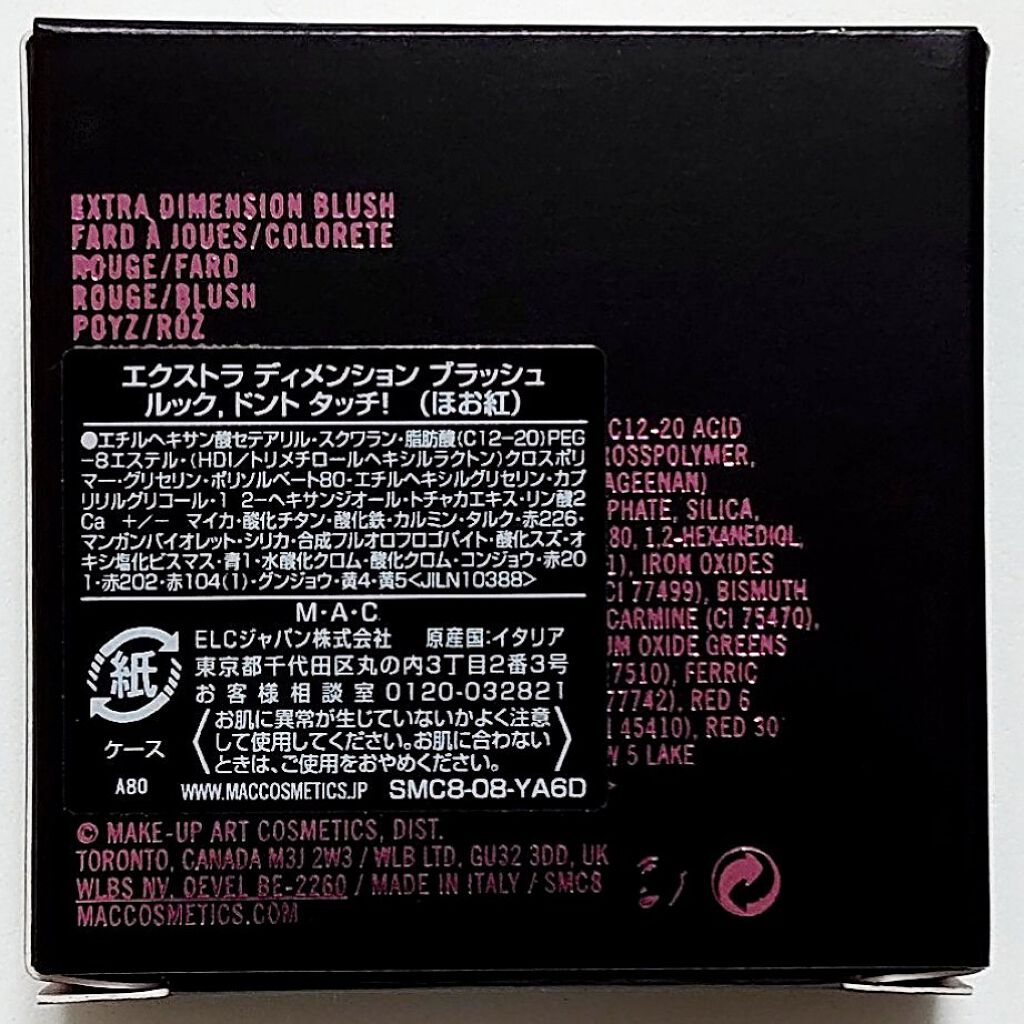 EXTRA DIMENSION BLUSH
FARD À JOUES/COLORETE
ROUGE/FARD
ROUGE/BLUSH
POYZ/RÓŻ
エクストラ ディメンション ブラッシュ
ルック, ドント タッチ! (ほお紅)
●エチルヘキサン酸セテアリル・スクワラン・脂肪酸(C12-20)PEG
-8エステル・(HDI/トリメチロールヘキシルラクトン)クロスポリ
マー・グリセリン・ポリソルベート80・エチルヘキシルグリセリン・カプ
リリルグリコール・1 2-ヘキサンジオール・トチャカエキス・リン酸2
Ca +/- マイカ・酸化チタン・酸化鉄・カルミン・タルク・赤226・
マンガンバイオレット・シリカ・合成フルオロフロゴパイト・酸化スズ・オ
キシ塩化ビスマス・青1・水酸化クロム・酸化クロム・コンジョウ・赤20
1・赤202・赤104(1)・グンジョウ・黄4・黄5<JILN10388>
M・A・C
ELCジャパン株式会社 原産国:イタリア
東京都千代田区丸の内3丁目2番3号
お客様相談室 0120-032821
お肌に異常が生じていないかよく注意
して使用してください。お肌に合わない
ときは、ご使用をおやめください。
紙
ケース
A80
WWW.MACCOSMETICS.JP SMC8-08-YA6D
C12-20 ACID
ROSSPOLYMER,
AGEENAN)
PHATE, SILICA,
80, 1,2-HEXANEDIOL,
1), IRON OXIDES
CI 77499), BISMUTH
CARMINE (CI 75470),
UM OXIDE GREENS
7510), FERRIC
77742), RED 6
I 45410), RED 30
W 5 LAKE
© MAKE-UP ART COSMETICS, DIST.
TORONTO, CANADA M3J 2W3 / WLB LTD, GU32 3DD, UK
WLBS NV, OEVEL BE-2260 / MADE IN ITALY / SMC8
MACCOSMETICS.COM